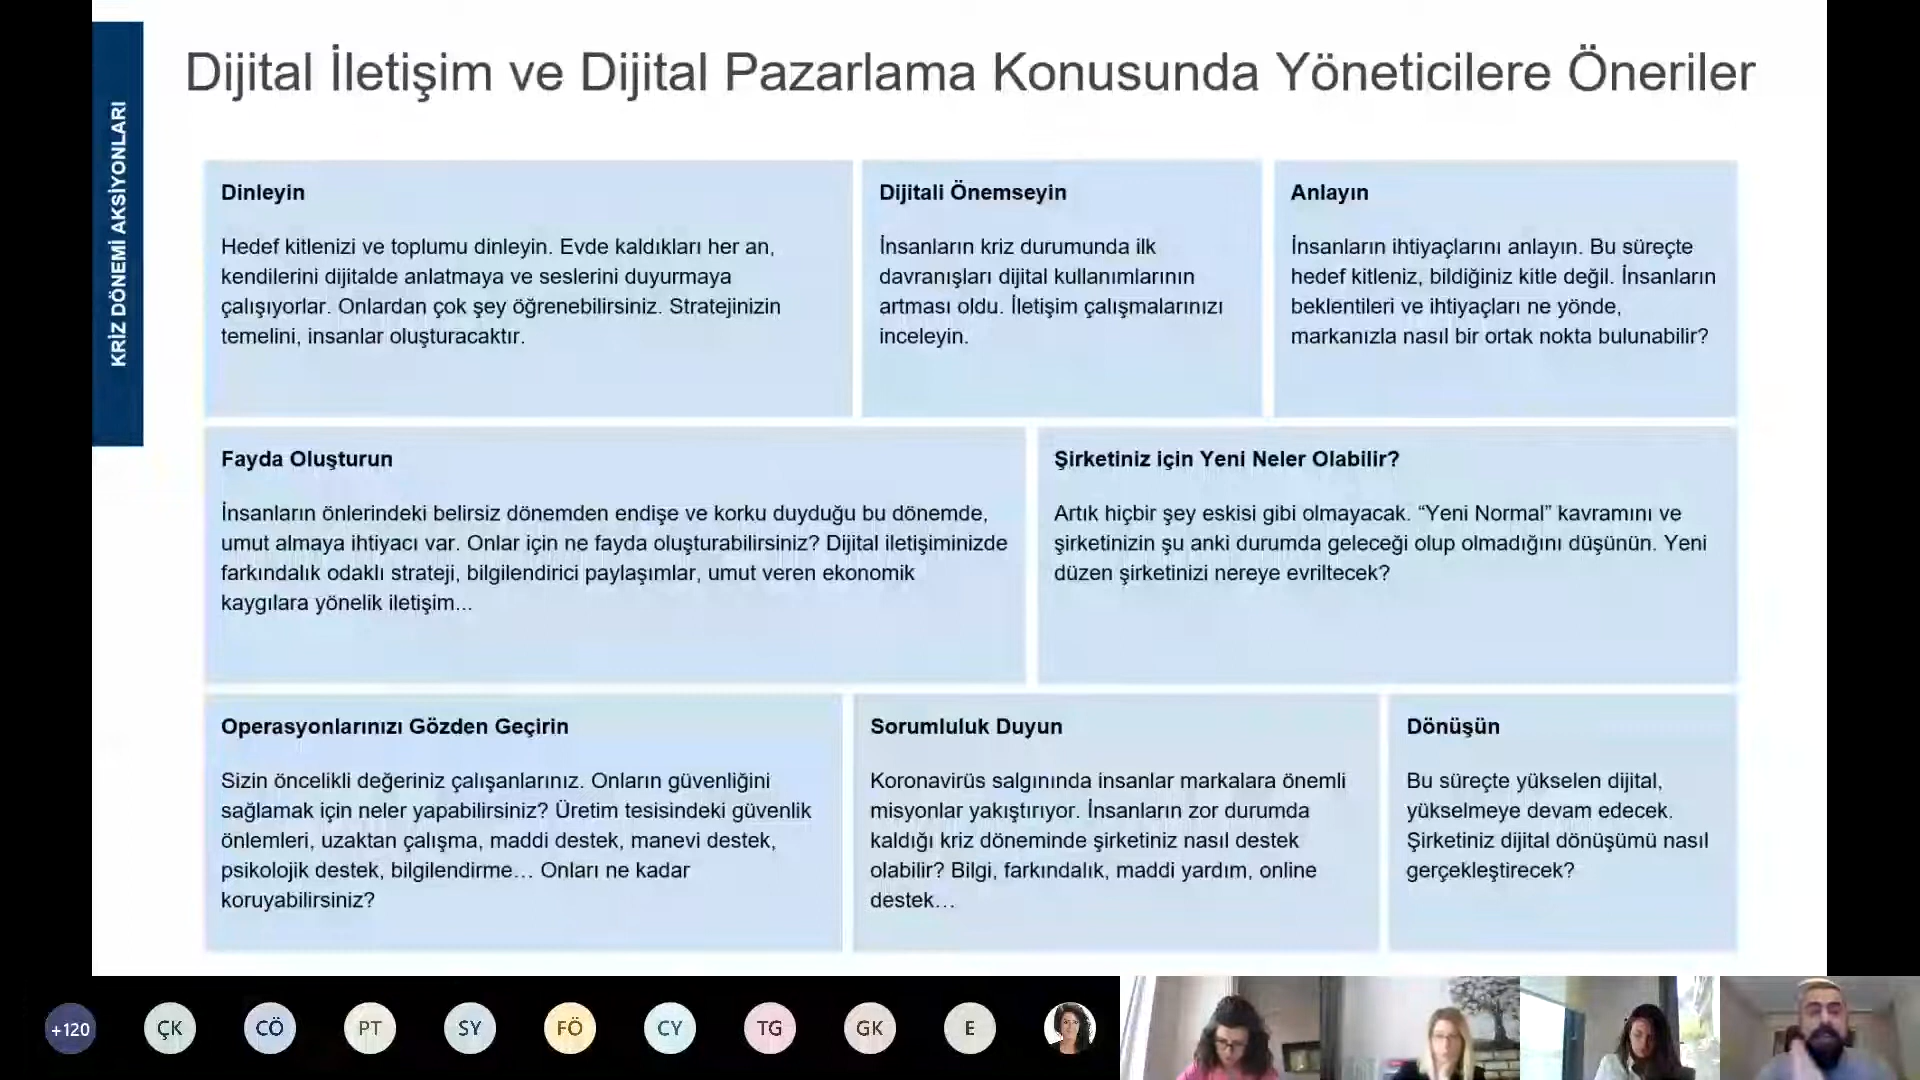 KRİZ DÖNEMİ AKSİYONLARI
Dijital İletişim ve Dijital Pazarlama Konusunda Yöneticilere Öneriler
Dinleyin
Hedef kitlenizi ve toplumu dinleyin. Evde kaldıkları her an,
kendilerini dijitalde anlatmaya ve seslerini duyurmaya
çalışıyorlar. Onlardan çok şey öğrenebilirsiniz. Stratejinizin
temelini, insanlar oluşturacaktır.
Dijitali Önemseyin
İnsanların kriz durumunda ilk
davranışları dijital kullanımlarının
artması oldu. İletişim çalışmalarınızı
inceleyin.
Anlayın
İnsanların ihtiyaçlarını anlayın. Bu süreçte
hedef kitleniz, bildiğiniz kitle değil. İnsanların
beklentileri ve ihtiyaçları ne yönde,
markanızla nasıl bir ortak nokta bulunabilir?
Fayda Oluşturun
İnsanların önlerindeki belirsiz dönemden endişe ve korku duyduğu bu dönemde,
umut almaya ihtiyacı var. Onlar için ne fayda oluşturabilirsiniz? Dijital iletişiminizde
farkındalık odaklı strateji, bilgilendirici paylaşımlar, umut veren ekonomik
kaygılara yönelik iletişim...
Şirketiniz için Yeni Neler Olabilir?
Artık hiçbir şey eskisi gibi olmayacak. “Yeni Normal” kavramını ve
şirketinizin şu anki durumda geleceği olup olmadığını düşünün. Yeni
düzen şirketinizi nereye evriltecek?
Operasyonlarınızı Gözden Geçirin
Sizin öncelikli değeriniz çalışanlarınız. Onların güvenliğini
sağlamak için neler yapabilirsiniz? Üretim tesisindeki güvenlik
önlemleri, uzaktan çalışma, maddi destek, manevi destek,
psikolojik destek, bilgilendirme… Onları ne kadar
koruyabilirsiniz?
Sorumluluk Duyun
Koronavirüs salgınında insanlar markalara önemli
misyonlar yakıştırıyor. İnsanların zor durumda
kaldığı kriz döneminde şirketiniz nasıl destek
olabilir? Bilgi, farkındalık, maddi yardım, online
destek…
Dönüşün
Bu süreçte yükselen dijital,
yükselmeye devam edecek.
Şirketiniz dijital dönüşümü nasıl
gerçekleştirecek?
+120 ÇK CÖ PT SY FÖ CY TG GK E